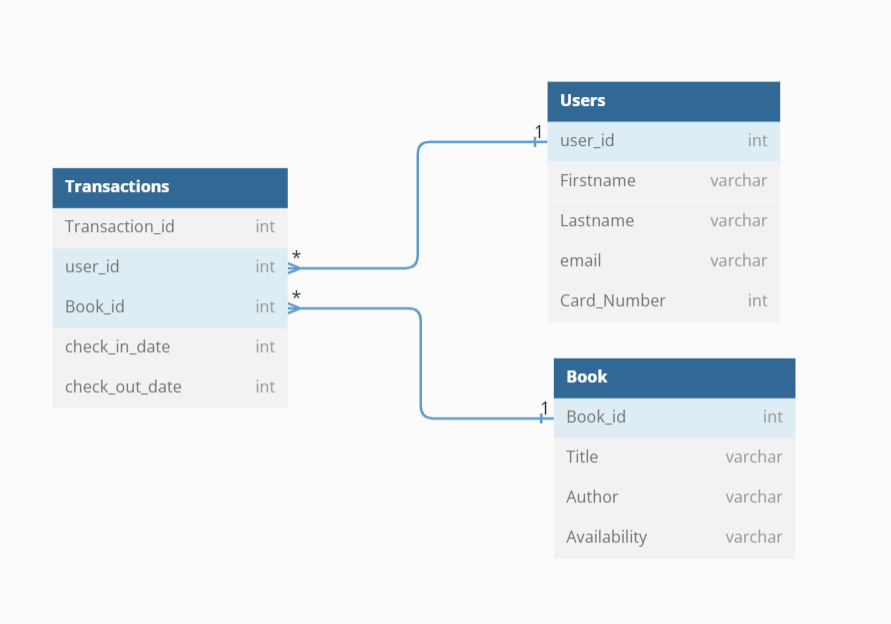 Transactions
Transaction_id int
user_id int
Book_id int
check_in_date int
check_out_date int
*
*
1
Users
user_id int
Firstname varchar
Lastname varchar
email varchar
Card_Number int
1
Book
Book_id int
Title varchar
Author varchar
Availability varchar